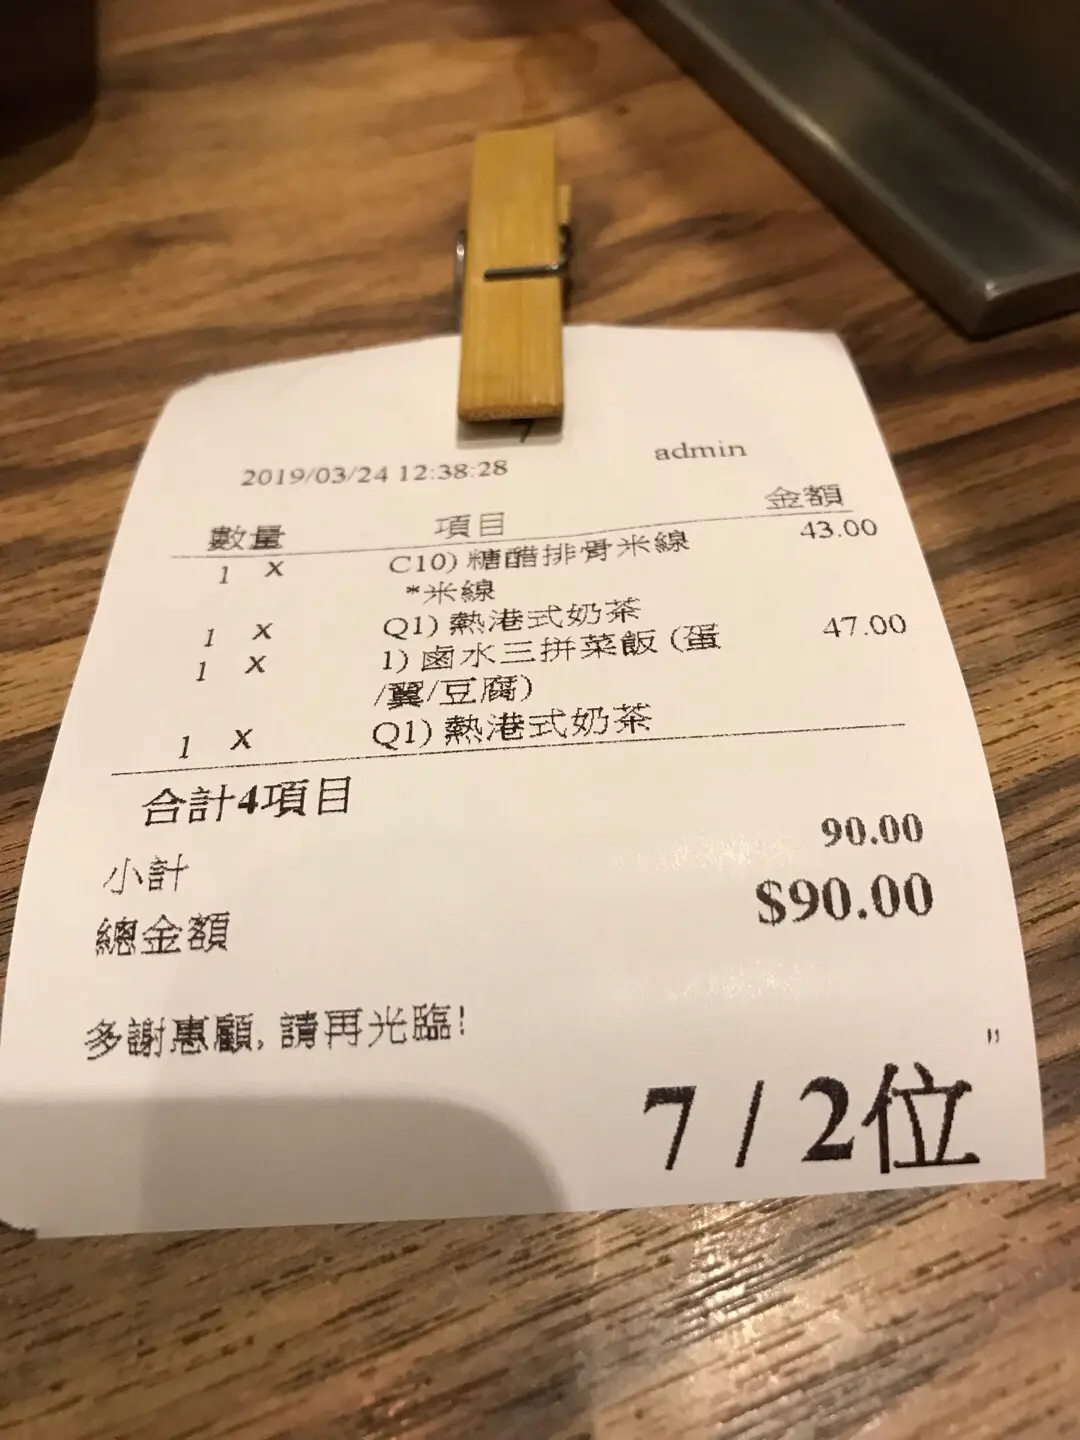 7
2019/03/24 12:38:28 admin
數量 項目 金額
1 X C10) 糖醋排骨米線 43.00
*米線
1 X Q1) 熱港式奶茶
1 X 1) 鹵水三拼菜飯 (蛋 47.00
/翼/豆腐)
1 X Q1) 熱港式奶茶
合計4項目
小計 90.00
總金額 $90.00
多謝惠顧, 請再光臨!
"
7 / 2位